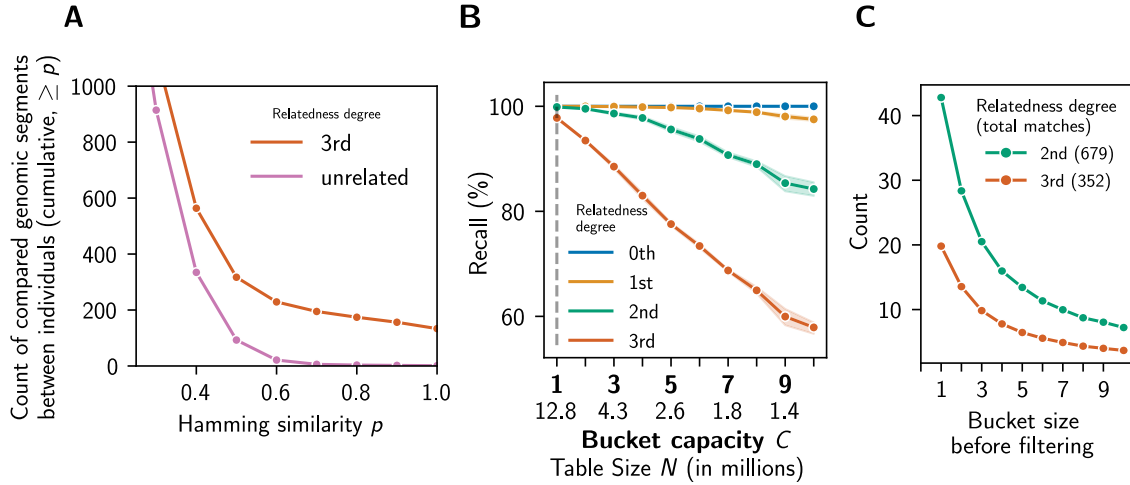 A
Count of compared genomic segments
between individuals (cumulative, ≥ p)
1000
800
600
400
200
0
Relatedness degree
3rd
unrelated
0.4
0.6
0.8
1.0
Hamming similarity p
B
Recall (%)
100
80
60
Relatedness
degree
0th
1st
2nd
3rd
1 3 5 7 9
12.8 4.3 2.6 1.8 1.4
Bucket capacity C
Table Size N (in millions)
C
Count
40
30
20
10
Relatedness degree
(total matches)
2nd (679)
3rd (352)
1 3 5 7 9
Bucket size
before filtering